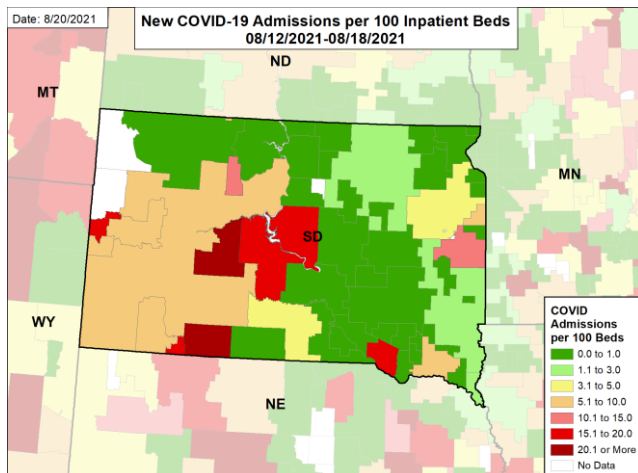 Date: 8/20/2021
New COVID-19 Admissions per 100 Inpatient Beds
08/12/2021-08/18/2021
ND
MT
MN
SD
WY
NE
COVID
Admissions
per 100 Beds
0.0 to 1.0
1.1 to 3.0
3.1 to 5.0
5.1 to 10.0
10.1 to 15.0
15.1 to 20.0
20.1 or More
No Data